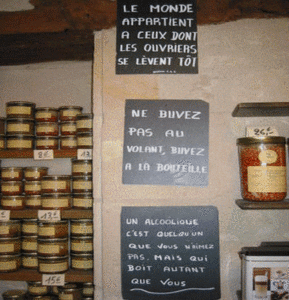 LE MONDE
APPARTIENT
A CEUX DONT
LES OUVRIERS
SE LÈVENT TÔT
NE BUVEZ
PAS AU
VOLANT, BUVEZ
A LA BOUTEILLE
UN ALCOOLIQUE
C'EST QUELQU'UN
QUE VOUS N'AIMEZ
PAS, MAIS QUI
BOIT AUTANT
QUE VOUS